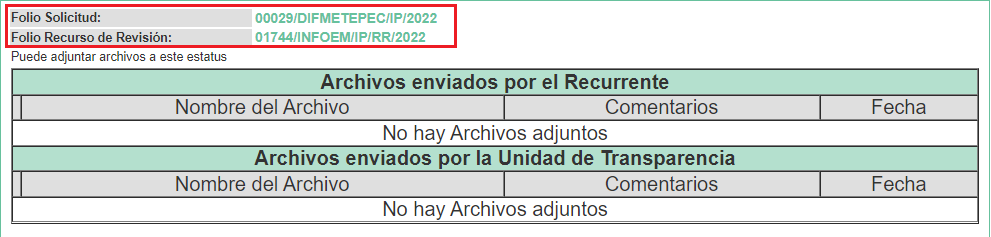 Folio Solicitud: 00029/DIFMETEPEC/IP/2022
Folio Recurso de Revisión: 01744/INFOEM/IP/RR/2022
Puede adjuntar archivos a este estatus
Archivos enviados por el Recurrente
Nombre del Archivo Comentarios Fecha
No hay Archivos adjuntos
Archivos enviados por la Unidad de Transparencia
Nombre del Archivo Comentarios Fecha
No hay Archivos adjuntos